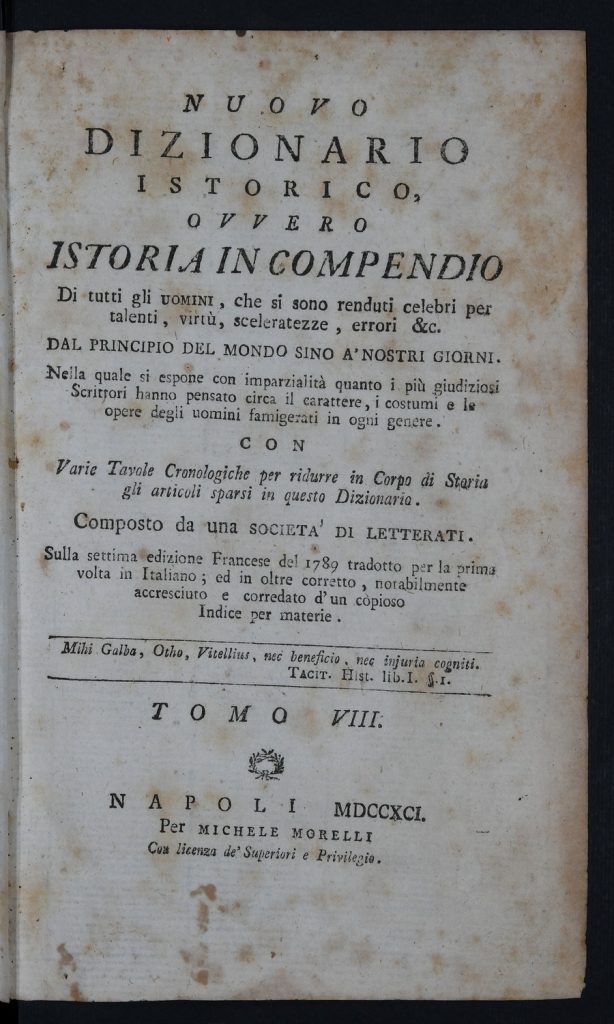 NUOVO
DIZIONARIO
ISTORICO,
OVVERO
ISTORIA IN COMPENDIO
Di tutti gli UOMINI, che si sono renduti celebri per
talenti, virtù, sceleratezze, errori &c.
DAL PRINCIPIO DEL MONDO SINO A' NOSTRI GIORNI.
Nella quale si espone con imparzialità quanto i più giudiziosi
Scrittori hanno pensato circa il carattere, i costumi e le
opere degli uomini famigerati in ogni genere.
CON
Varie Tavole Cronologiche per ridurre in Corpo di Storia
gli articoli sparsi in questo Dizionario.
Composto da una SOCIETA' DI LETTERATI.
Sulla settima edizione Francese del 1789 tradotto per la prima
volta in Italiano; ed in oltre corretto, notabilmente
accresciuto e corredato d'un còpioso
Indice per materie.
Mihi Galba, Otho, Vitellius, nec beneficio, nec injuria cogniti.
TACIT. Hist. lib.I. §.1.
TOMO VIII.
NAPOLI MDCCXCI.
Per MICHELE MORELLI
Con licenza de' Superiori e Privilegio.